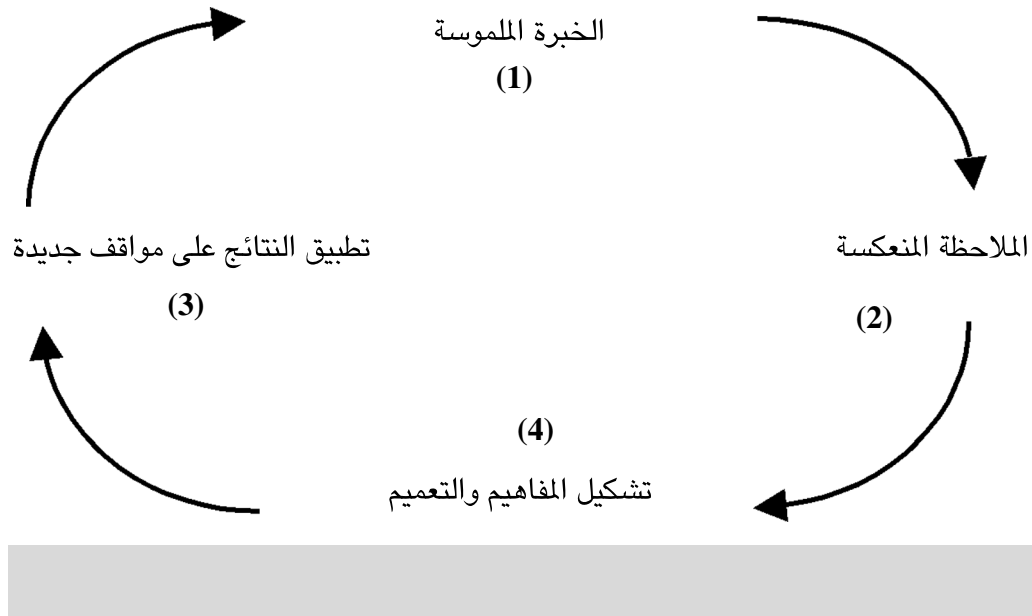 الخبرة الملموسة
(1)
الملاحظة المنعكسة
(2)
تطبيق النتائج على مواقف جديدة
(3)
(4)
تشكيل المفاهيم والتعميم